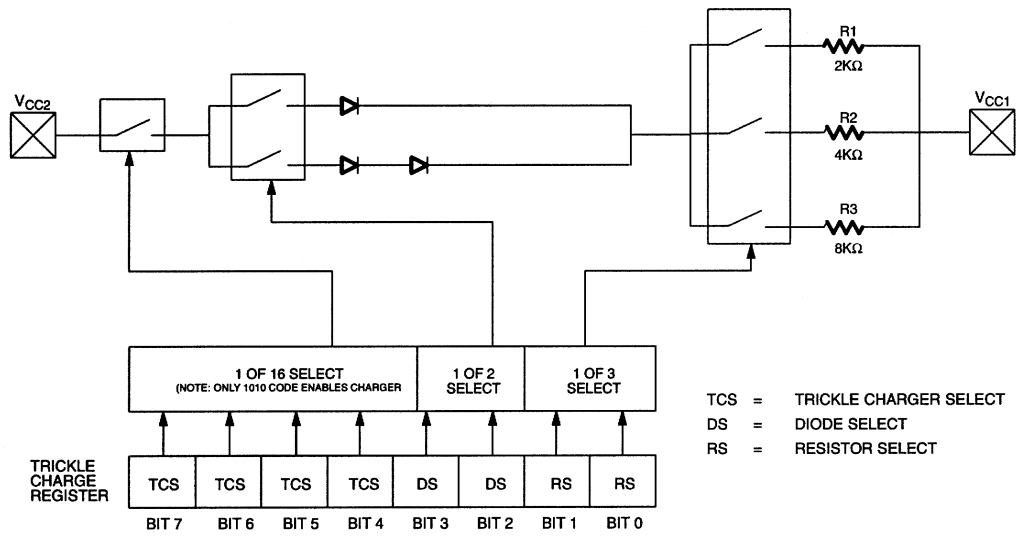 R1
2KΩ
VCC2
VCC1
R2
4KΩ
R3
8KΩ
1 OF 16 SELECT
(NOTE: ONLY 1010 CODE ENABLES CHARGER
1 OF 2
SELECT
1 OF 3
SELECT
TCS = TRICKLE CHARGER SELECT
DS = DIODE SELECT
RS = RESISTOR SELECT
TRICKLE
CHARGE
REGISTER
TCS TCS TCS TCS DS DS RS RS
BIT 7 BIT 6 BIT 5 BIT 4 BIT 3 BIT 2 BIT 1 BIT 0